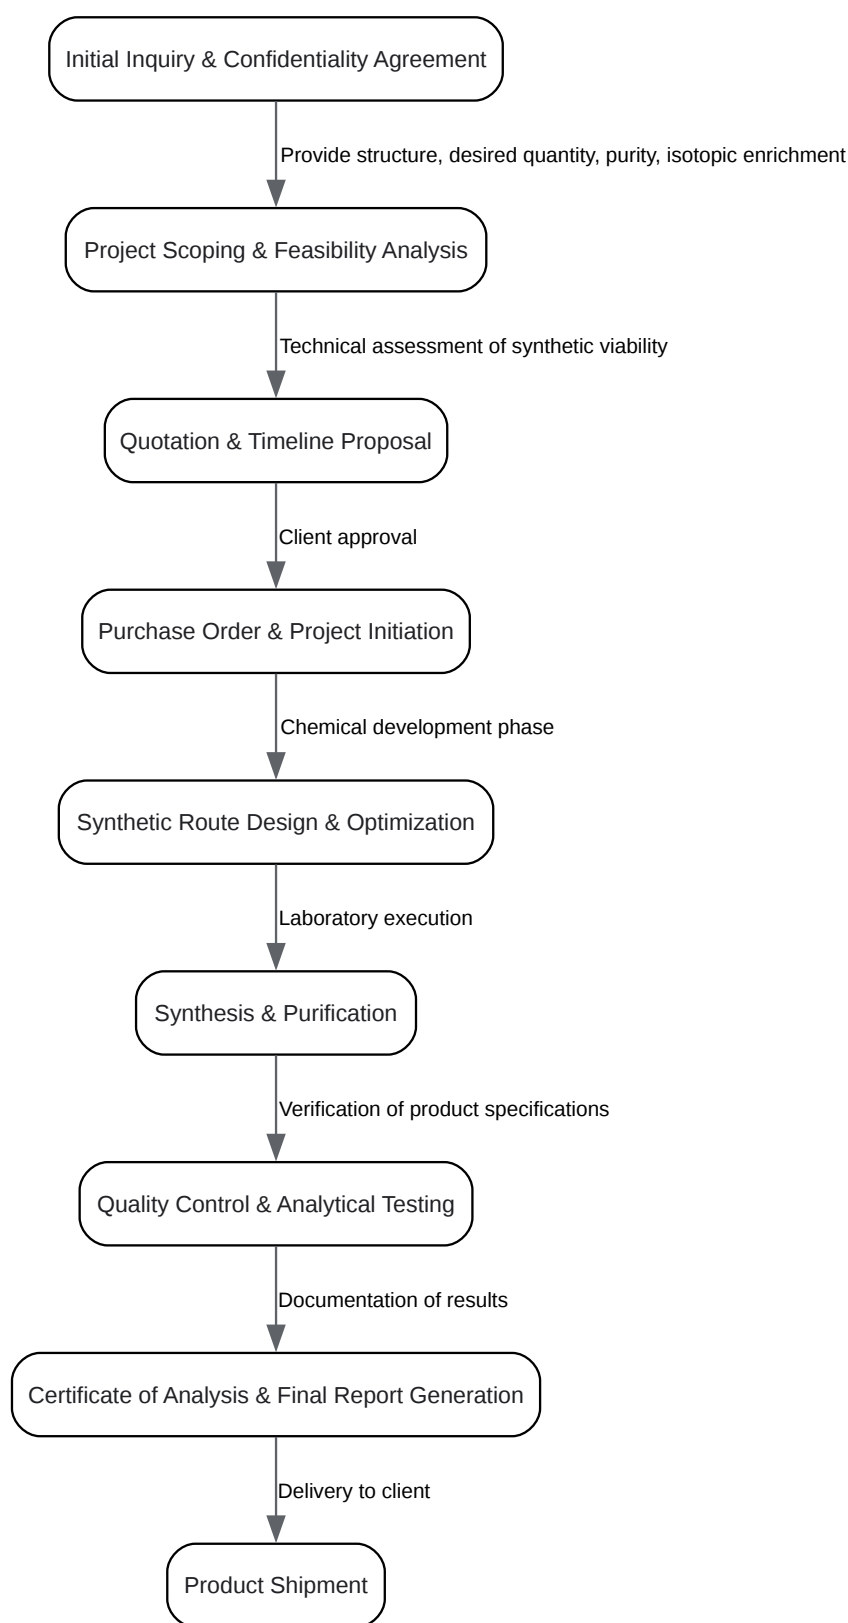 Initial Inquiry & Confidentiality Agreement
Provide structure, desired quantity, purity, isotopic enrichment
Project Scoping & Feasibility Analysis
Technical assessment of synthetic viability
Quotation & Timeline Proposal
Client approval
Purchase Order & Project Initiation
Chemical development phase
Synthetic Route Design & Optimization
Laboratory execution
Synthesis & Purification
Verification of product specifications
Quality Control & Analytical Testing
Documentation of results
Certificate of Analysis & Final Report Generation
Delivery to client
Product Shipment